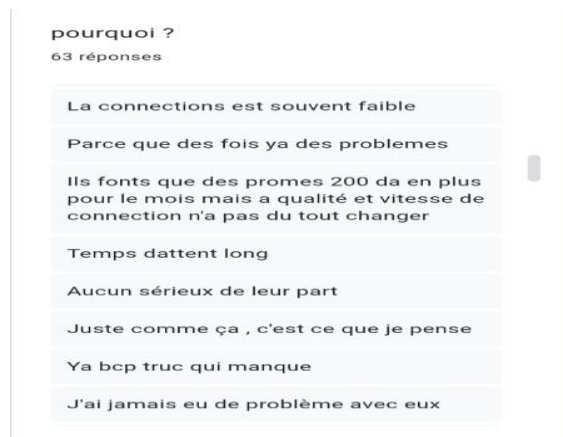 pourquoi ?
63 réponses
La connections est souvent faible
Parce que des fois ya des problemes
Ils fonts que des promes 200 da en plus
pour le mois mais a qualité et vitesse de
connection n'a pas du tout changer
Temps dattent long
Aucun sérieux de leur part
Juste comme ça , c'est ce que je pense
Ya bcp truc qui manque
J'ai jamais eu de problème avec eux